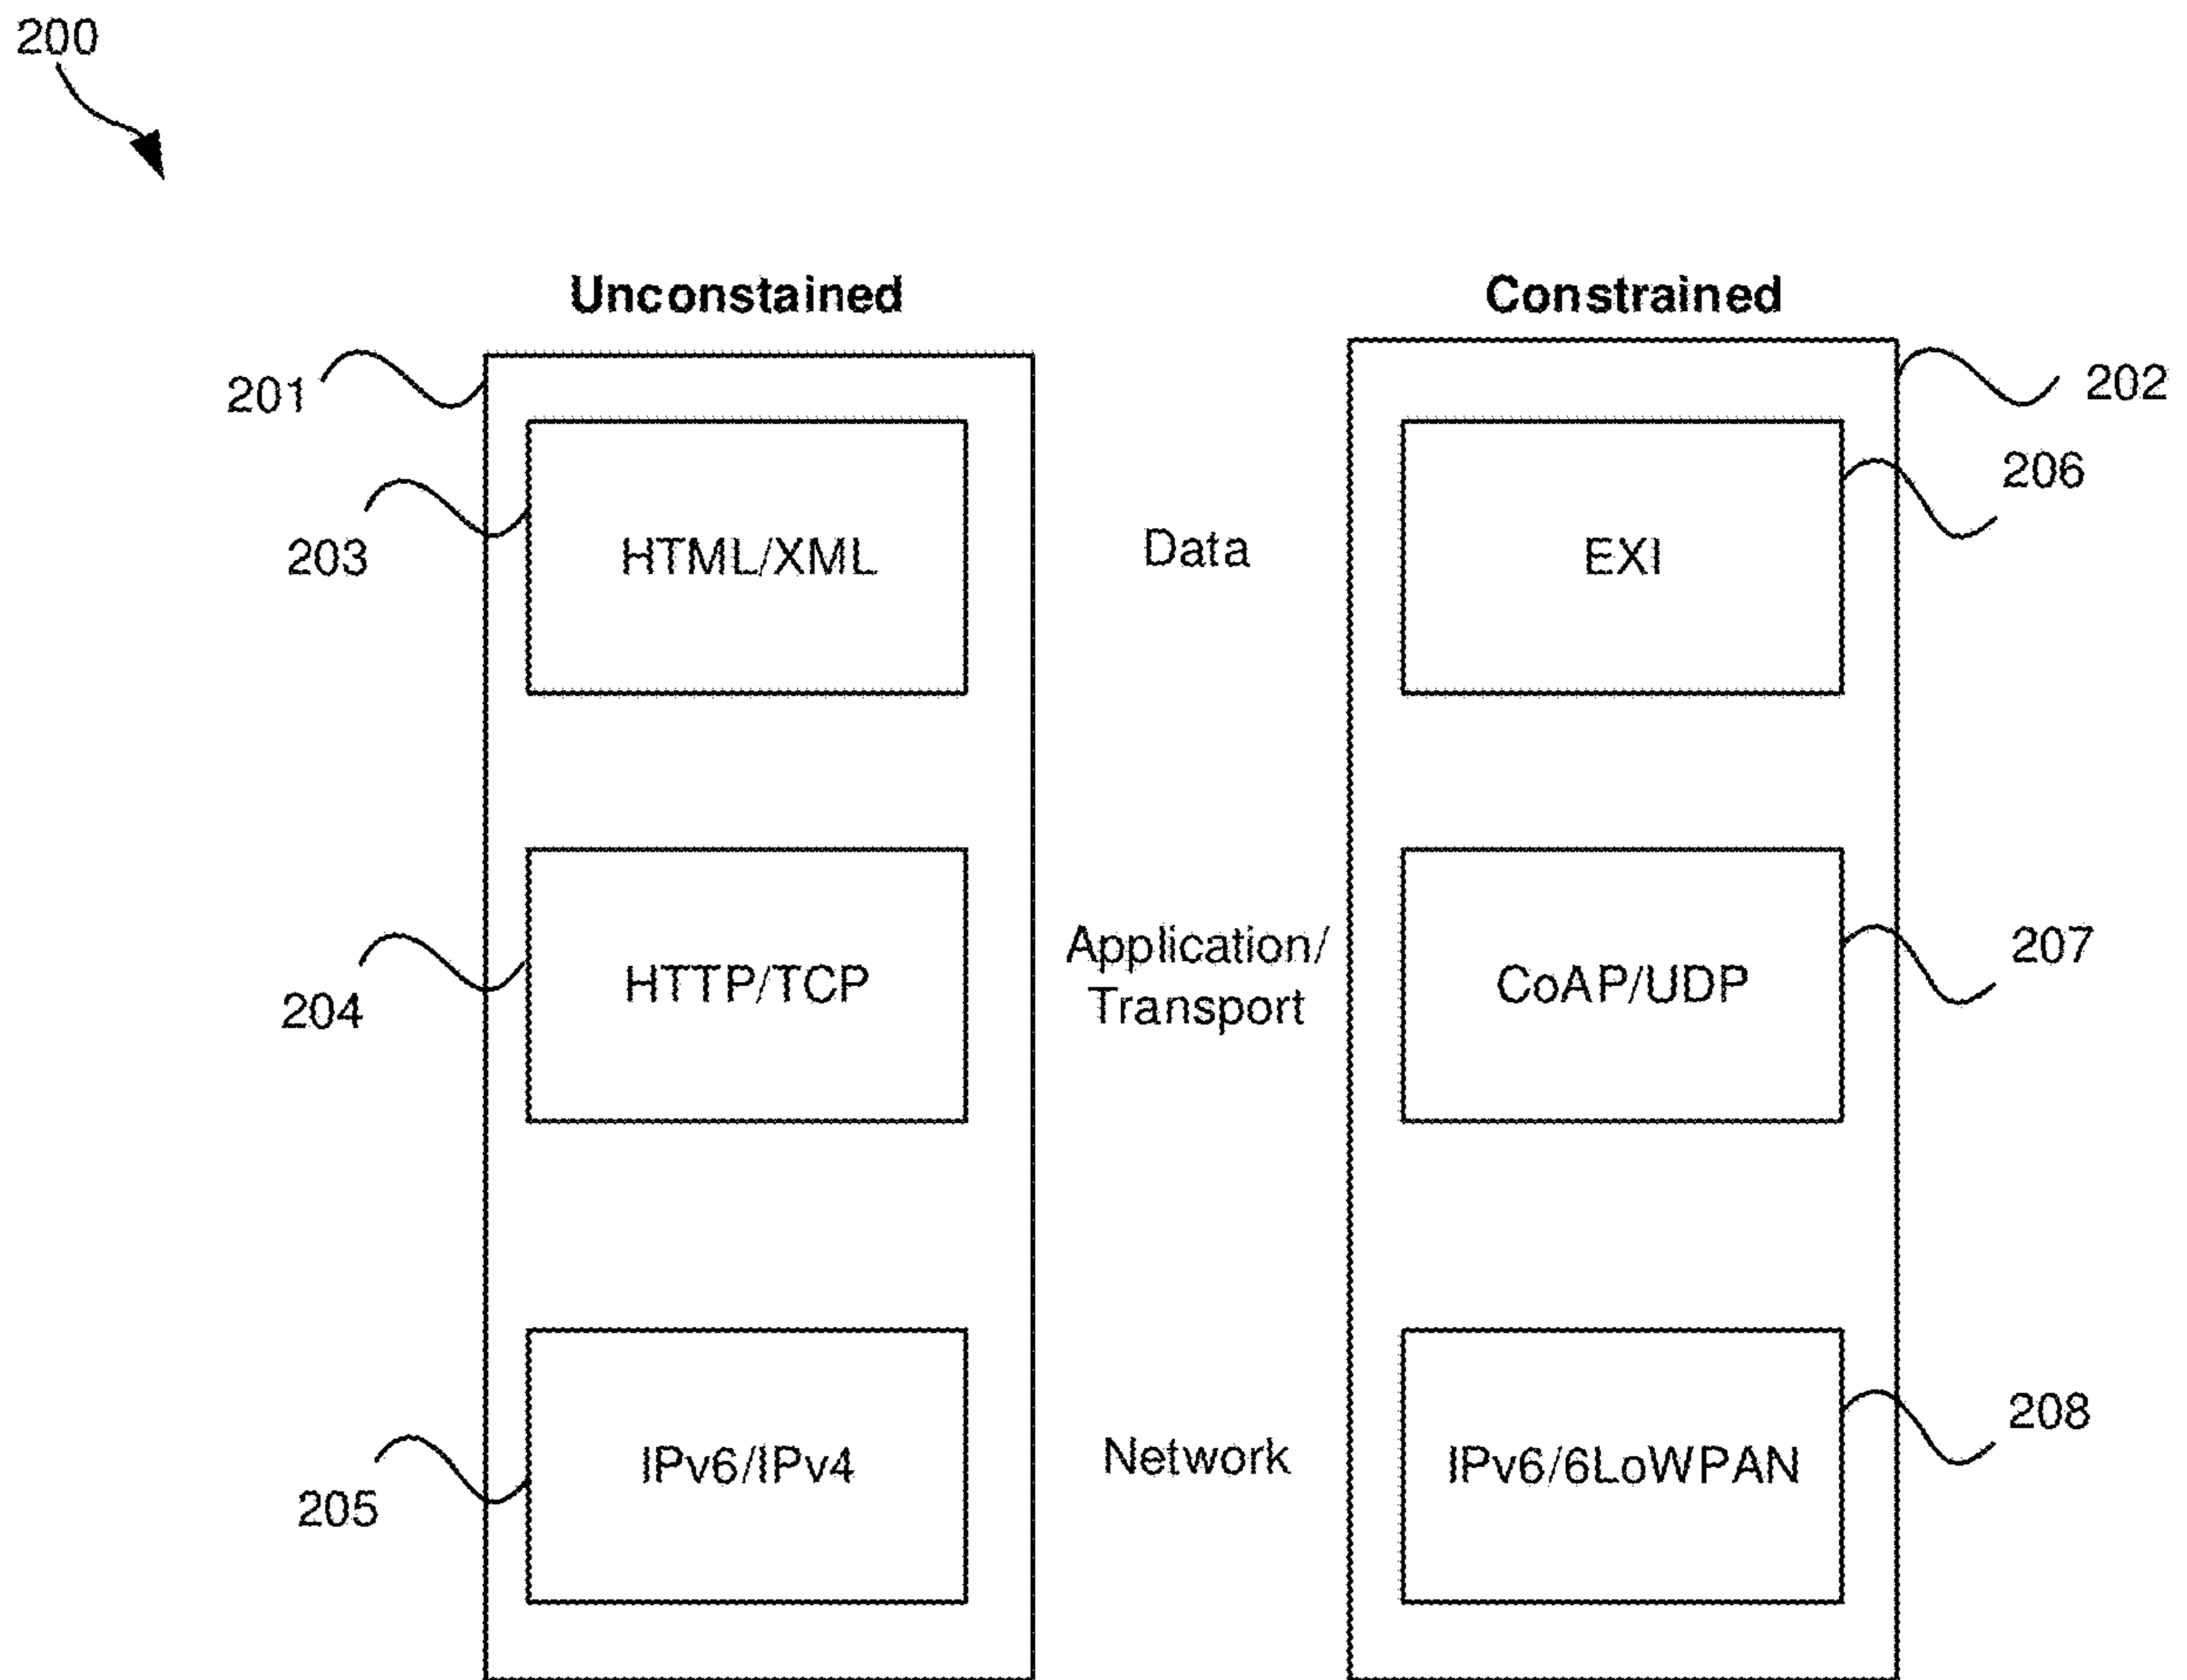 200
Unconstained
Constrained
201
202
203
HTML/XML
Data
EXI
206
204
HTTP/TCP
Application/
Transport
CoAP/UDP
207
205
IPv6/IPv4
Network
IPv6/6LoWPAN
208